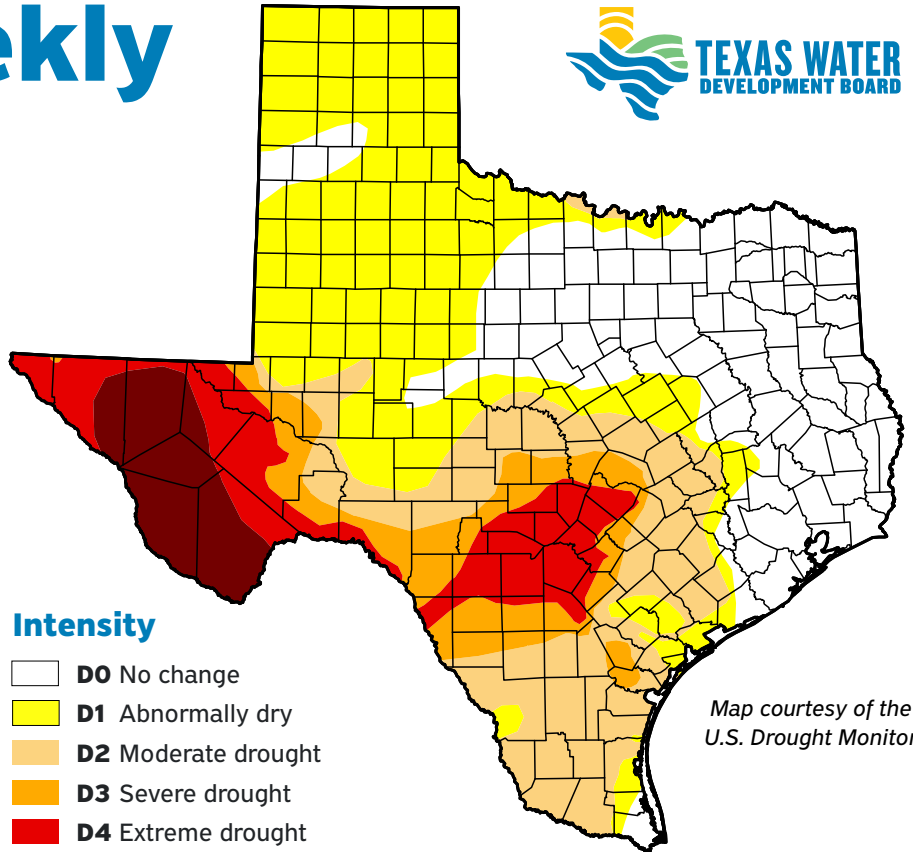 ekly
TEXAS WATER
DEVELOPMENT BOARD
Intensity
D0 No change
D1 Abnormally dry
D2 Moderate drought
D3 Severe drought
D4 Extreme drought
Map courtesy of the
U.S. Drought Monitor